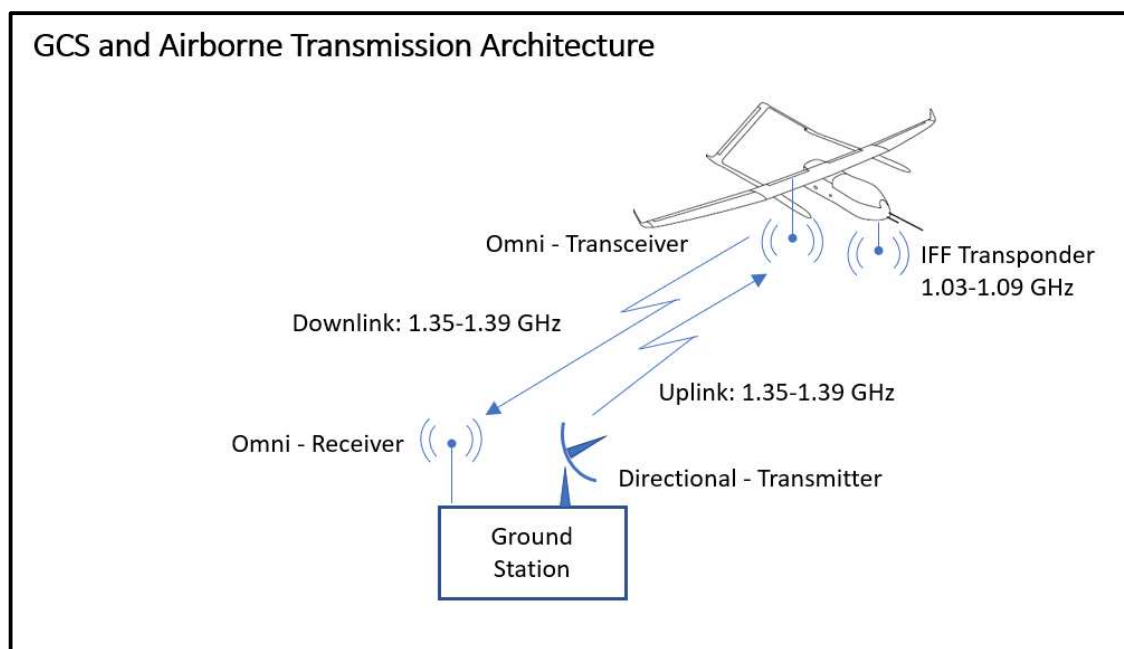 GCS and Airborne Transmission Architecture
Omni - Transceiver
IFF Transponder
1.03-1.09 GHz
Downlink: 1.35-1.39 GHz
Uplink: 1.35-1.39 GHz
Omni - Receiver
Directional - Transmitter
Ground
Station